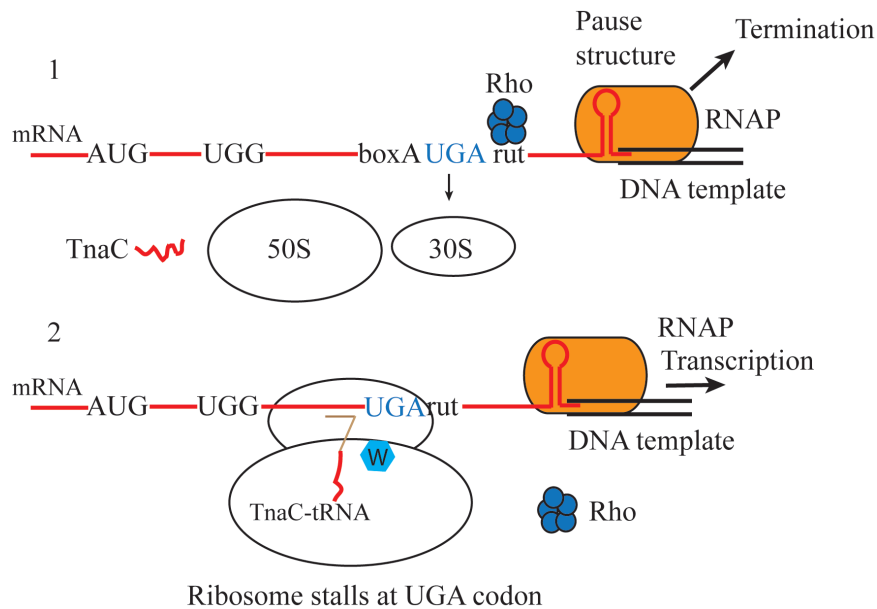 1
Pause
structure
Termination
Rho
RNAP
mRNA AUG UGG boxA UGA rut
DNA template
TnaC
50S
30S
2
RNAP
Transcription
mRNA AUG UGG UGA rut
DNA template
W
TnaC-tRNA
Rho
Ribosome stalls at UGA codon